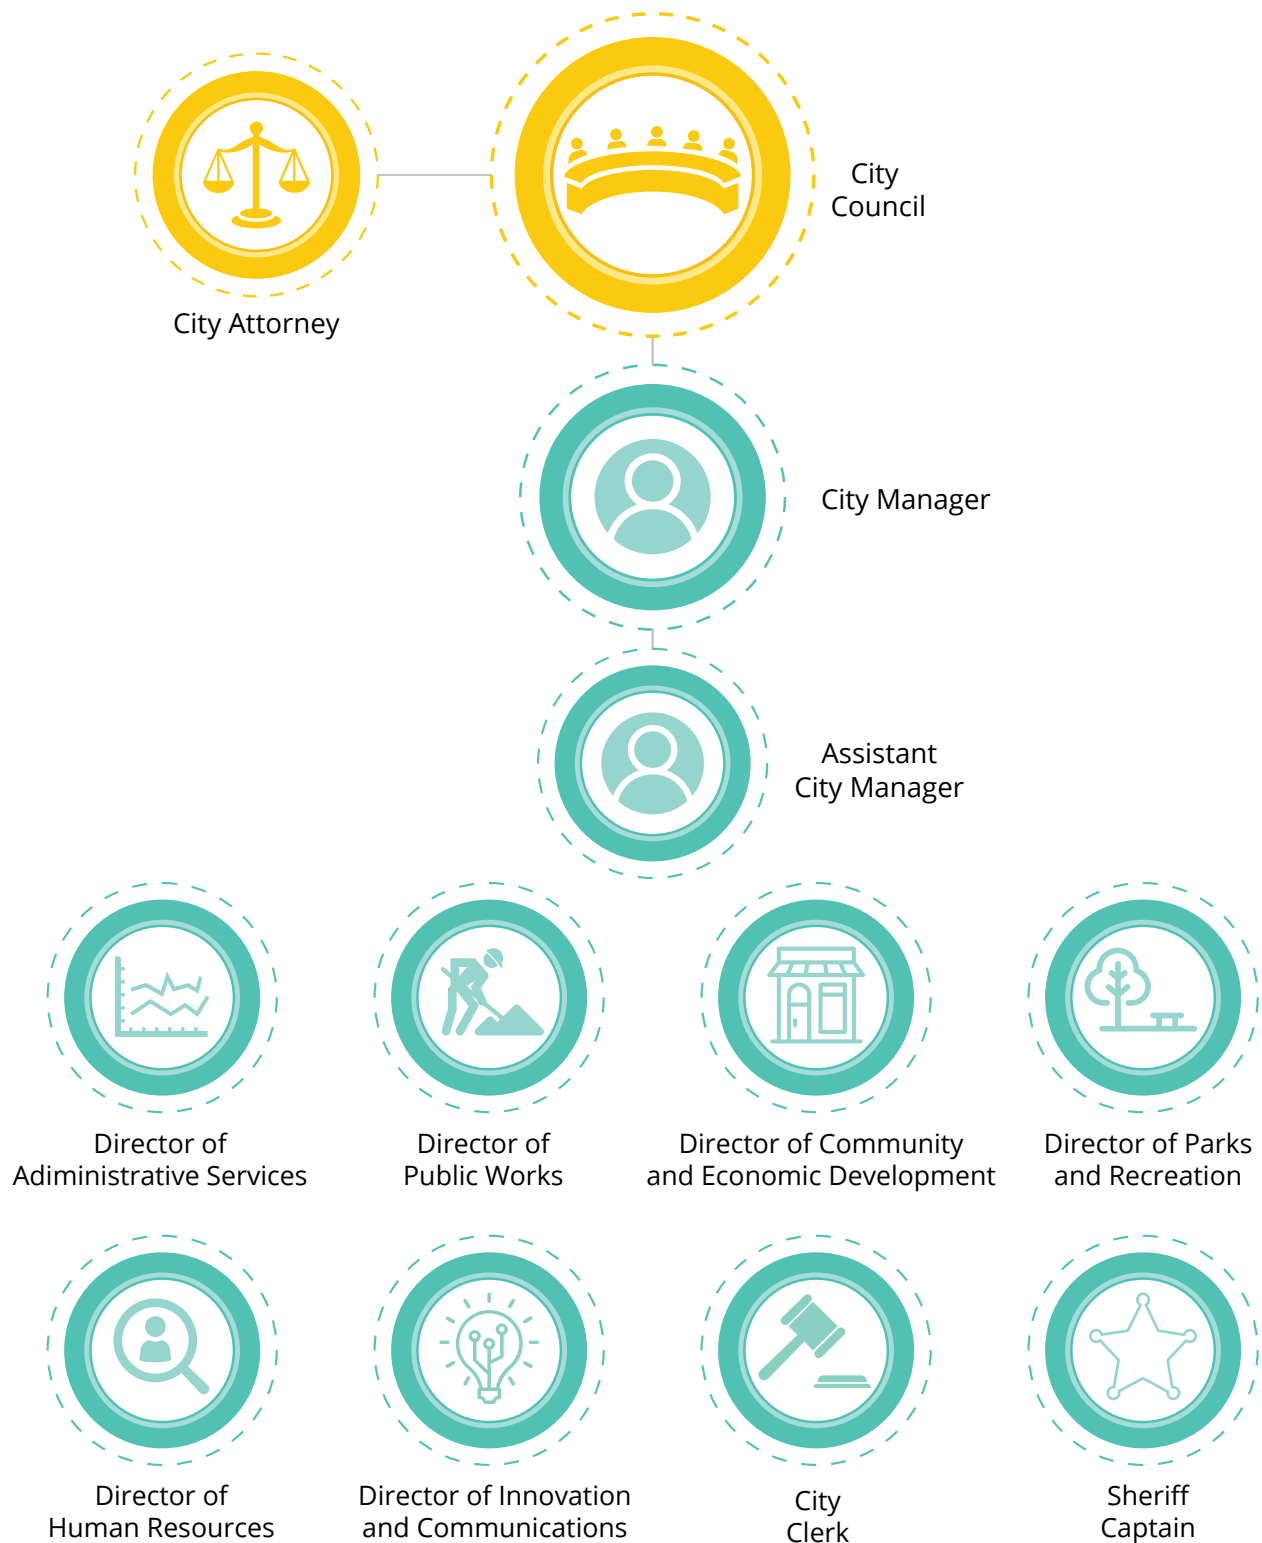 City
Council
City Attorney
City Manager
Assistant
City Manager
Director of
Adiministrative Services
Director of
Public Works
Director of Community
and Economic Development
Director of Parks
and Recreation
Director of
Human Resources
Director of Innovation
and Communications
City
Clerk
Sheriff
Captain